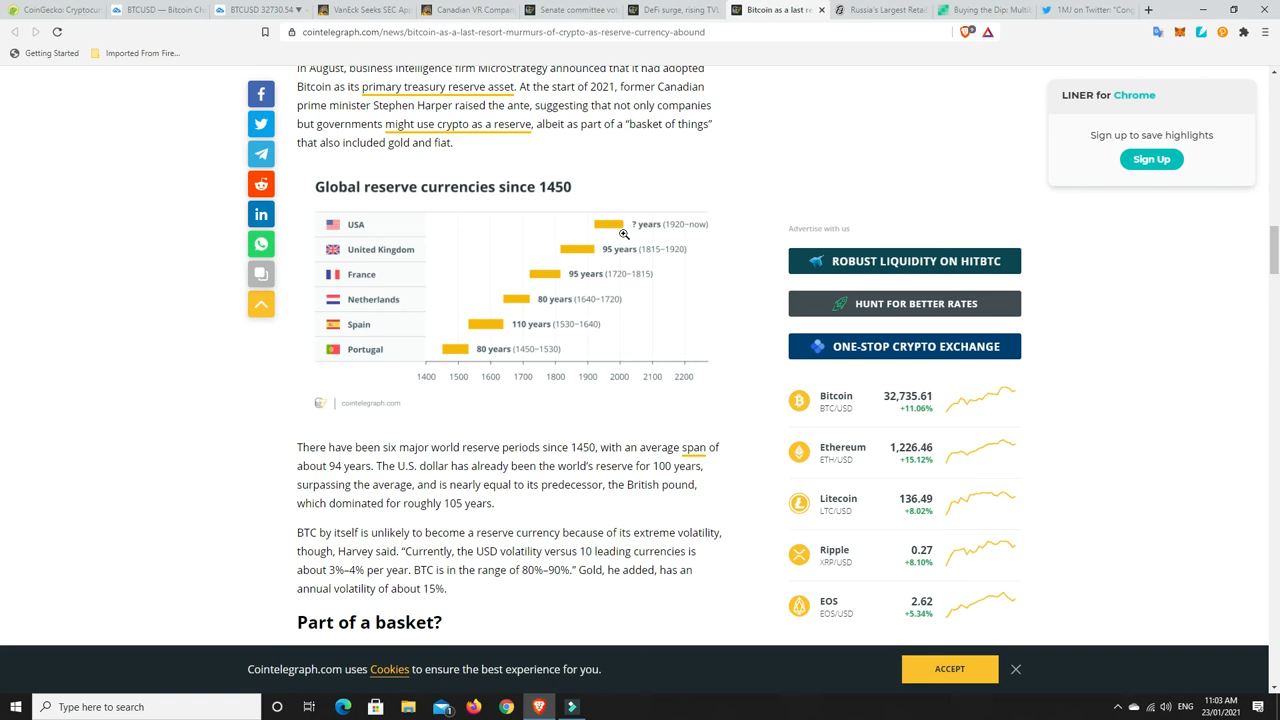 CoinGecko: Cryptocu
BTCUSD — Bitcoin Ch
BTCUSD 32730.54 ▼
VanEck Seeks SEC App
Canadian VR Compan
Senate committee vot
DeFi surge, rising TVL
Bitcoin as a last re
Russia's Largest Retail
Buying the Dip: Multi
1MJ on Twitter: "Cong
cointelegraph.com/news/bitcoin-as-a-last-resort-murmurs-of-crypto-as-reserve-currency-abound
Getting Started
Imported From Fire...
In August, business intelligence firm MicroStrategy announced that it had adopted
Bitcoin as its primary treasury reserve asset. At the start of 2021, former Canadian
prime minister Stephen Harper raised the ante, suggesting that not only companies
but governments might use crypto as a reserve, albeit as part of a “basket of things”
that also included gold and fiat.
Global reserve currencies since 1450
USA ? years (1920–now)
United Kingdom 95 years (1815–1920)
France 95 years (1720–1815)
Netherlands 80 years (1640–1720)
Spain 110 years (1530–1640)
Portugal 80 years (1450–1530)
1400 1500 1600 1700 1800 1900 2000 2100 2200
cointelegraph.com
There have been six major world reserve periods since 1450, with an average span of
about 94 years. The U.S. dollar has already been the world’s reserve for 100 years,
surpassing the average, and is nearly equal to its predecessor, the British pound,
which dominated for roughly 105 years.
BTC by itself is unlikely to become a reserve currency because of its extreme volatility,
though, Harvey said. “Currently, the USD volatility versus 10 leading currencies is
about 3%–4% per year. BTC is in the range of 80%–90%.” Gold, he added, has an
annual volatility of about 15%.
Part of a basket?
LINER for Chrome
Sign up to save highlights
Sign Up
Advertise with us
ROBUST LIQUIDITY ON HITBTC
HUNT FOR BETTER RATES
ONE-STOP CRYPTO EXCHANGE
Bitcoin 32,735.61
BTC/USD +11.06%
Ethereum 1,226.46
ETH/USD +15.12%
Litecoin 136.49
LTC/USD +8.02%
Ripple 0.27
XRP/USD +8.10%
EOS 2.62
EOS/USD +5.34%
Cointelegraph.com uses Cookies to ensure the best experience for you.
ACCEPT
Type here to search
ENG
11:03 AM
23/01/2021